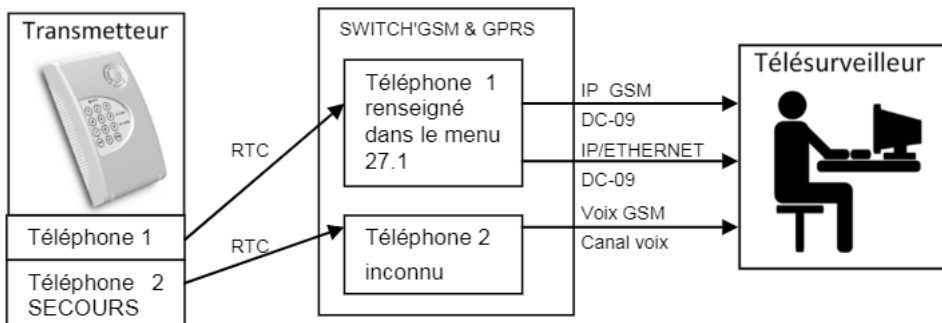 Transmetteur
Téléphone 1
Téléphone 2
SECOURS
RTC
RTC
SWITCH'GSM & GPRS
Téléphone 1
renseigné
dans le menu
27.1
Téléphone 2
inconnu
IP GSM
DC-09
IP/ETHERNET
DC-09
Voix GSM
Canal voix
Télésurveilleur